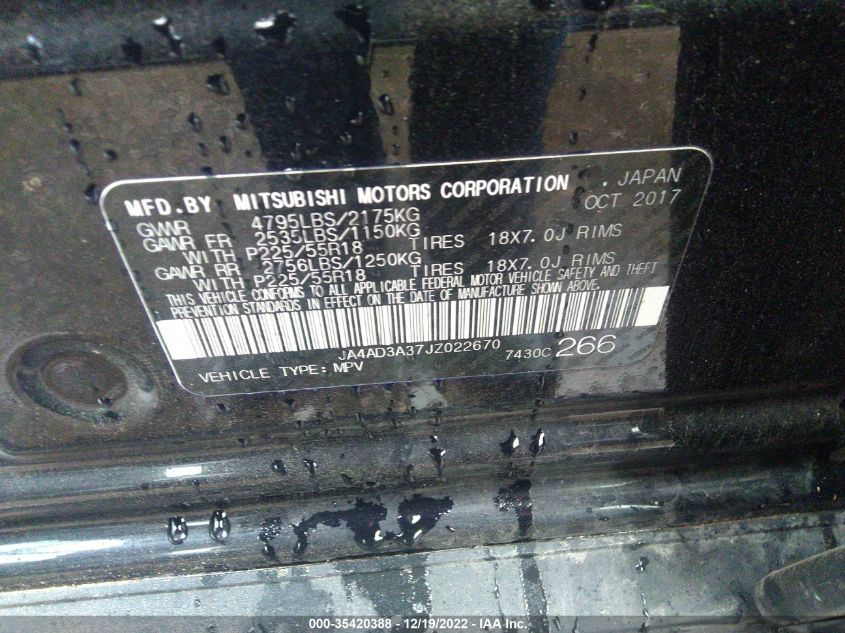 MFD.BY MITSUBISHI MOTORS CORPORATION , JAPAN
OCT 2017
GVWR 4795LBS/2175KG
GAWR FR 2535LBS/1150KG
WITH P225/55R18 TIRES 18X7.0J RIMS
GAWR RR 2756LBS/1250KG
WITH P225/55R18 TIRES 18X7.0J RIMS
THIS VEHICLE CONFORMS TO ALL APPLICABLE FEDERAL MOTOR VEHICLE SAFETY AND THEFT
PREVENTION STANDARDS IN EFFECT ON THE DATE OF MANUFACTURE SHOWN ABOVE.
JA4AD3A37JZ022670
7430C 266
VEHICLE TYPE: MPV
000-35420388 - 12/19/2022 - IAA Inc.